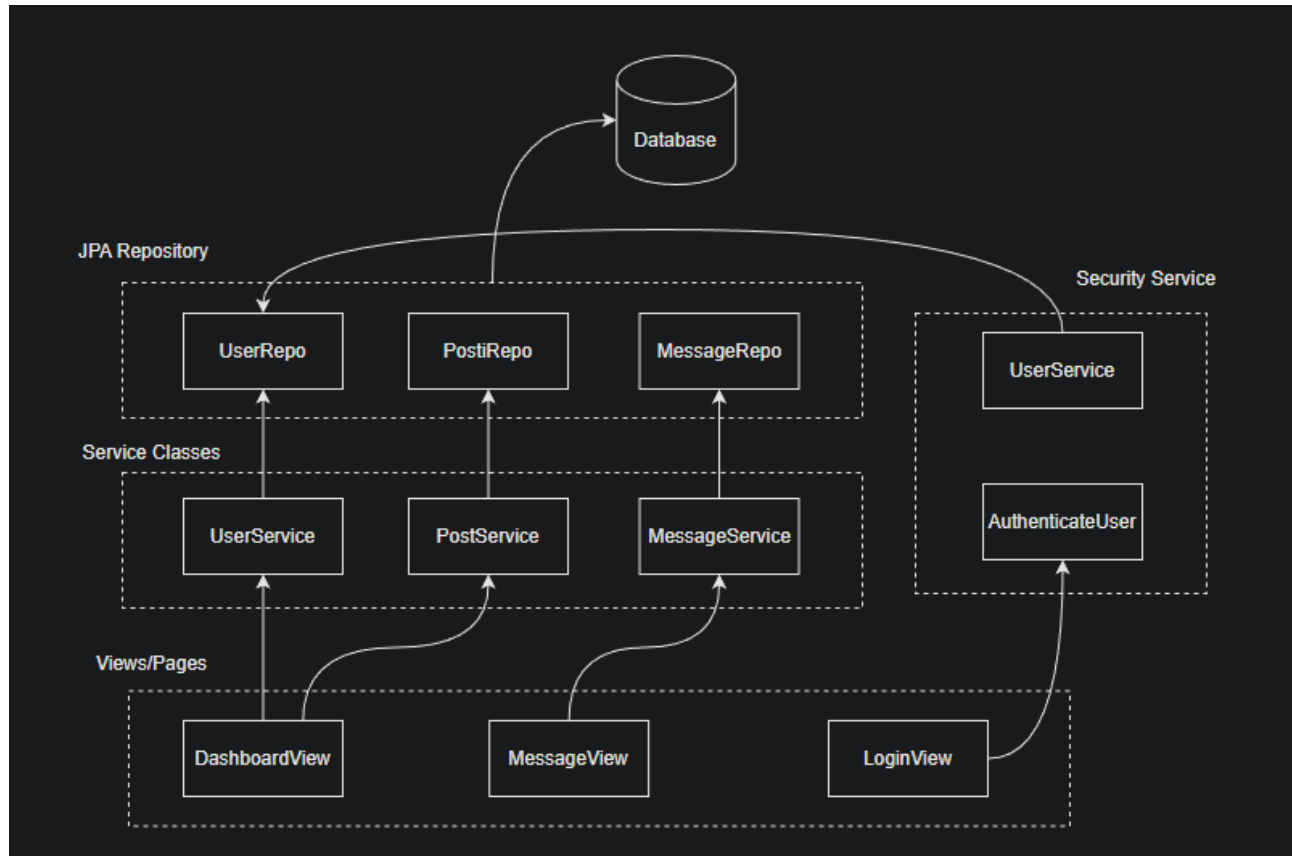 Database
JPA Repository
Security Service
UserRepo
PostiRepo
MessageRepo
UserService
Service Classes
UserService
PostService
MessageService
AuthenticateUser
Views/Pages
DashboardView
MessageView
LoginView